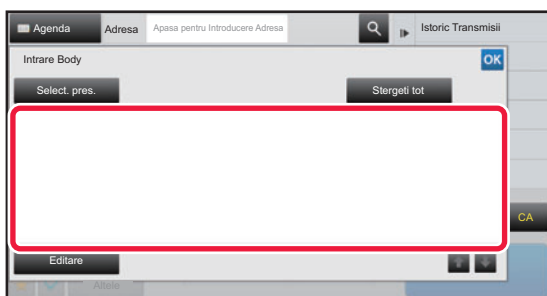 Agenda Adresa Apasa pentru Introducere Adresa Istoric Transmisii
Intrare Body OK
Select. pres. Stergeti tot
CA
Editare
Altele